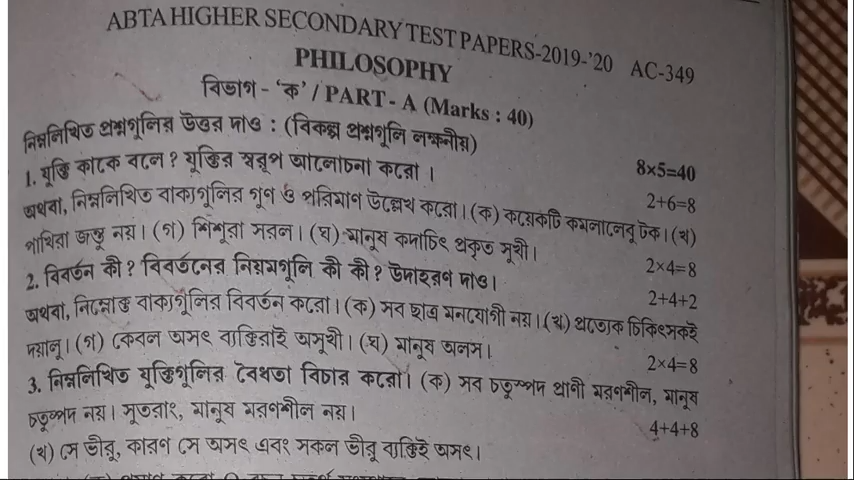 ABTA HIGHER SECONDARY TEST PAPERS-2019-'20 AC-349
PHILOSOPHY
বিভাগ - 'ক' / PART - A (Marks : 40)
নিম্নলিখিত প্রশ্নগুলির উত্তর দাও : (বিকল্প প্রশ্নগুলি লক্ষনীয়) 8×5=40
1. যুক্তি কাকে বলে ? যুক্তির স্বরূপ আলোচনা করো। 2+6=8
অথবা, নিম্নলিখিত বাক্যগুলির গুণ ও পরিমাণ উল্লেখ করো। (ক) কয়েকটি কমলালেবু টক। (খ)
পাখিরা জন্তু নয়। (গ) শিশুরা সরল। (ঘ) মানুষ কদাচিৎ প্রকৃত সুখী। 2×4=8
2. বিবর্তন কী ? বিবর্তনের নিয়মগুলি কী কী ? উদাহরণ দাও। 2+4+2
অথবা, নিম্নোক্ত বাক্যগুলির বিবর্তন করো। (ক) সব ছাত্র মনযোগী নয়। (খ) প্রত্যেক চিকিৎসকই
দয়ালু। (গ) কেবল অসৎ ব্যক্তিরাই অসুখী। (ঘ) মানুষ অলস। 2×4=8
3. নিম্নলিখিত যুক্তিগুলির বৈধতা বিচার করো। (ক) সব চতুষ্পদ প্রাণী মরণশীল, মানুষ
চতুষ্পদ নয়। সুতরাং, মানুষ মরণশীল নয়। 4+4+8
(খ) সে ভীরু, কারণ সে অসৎ এবং সকল ভীরু ব্যক্তিই অসৎ।